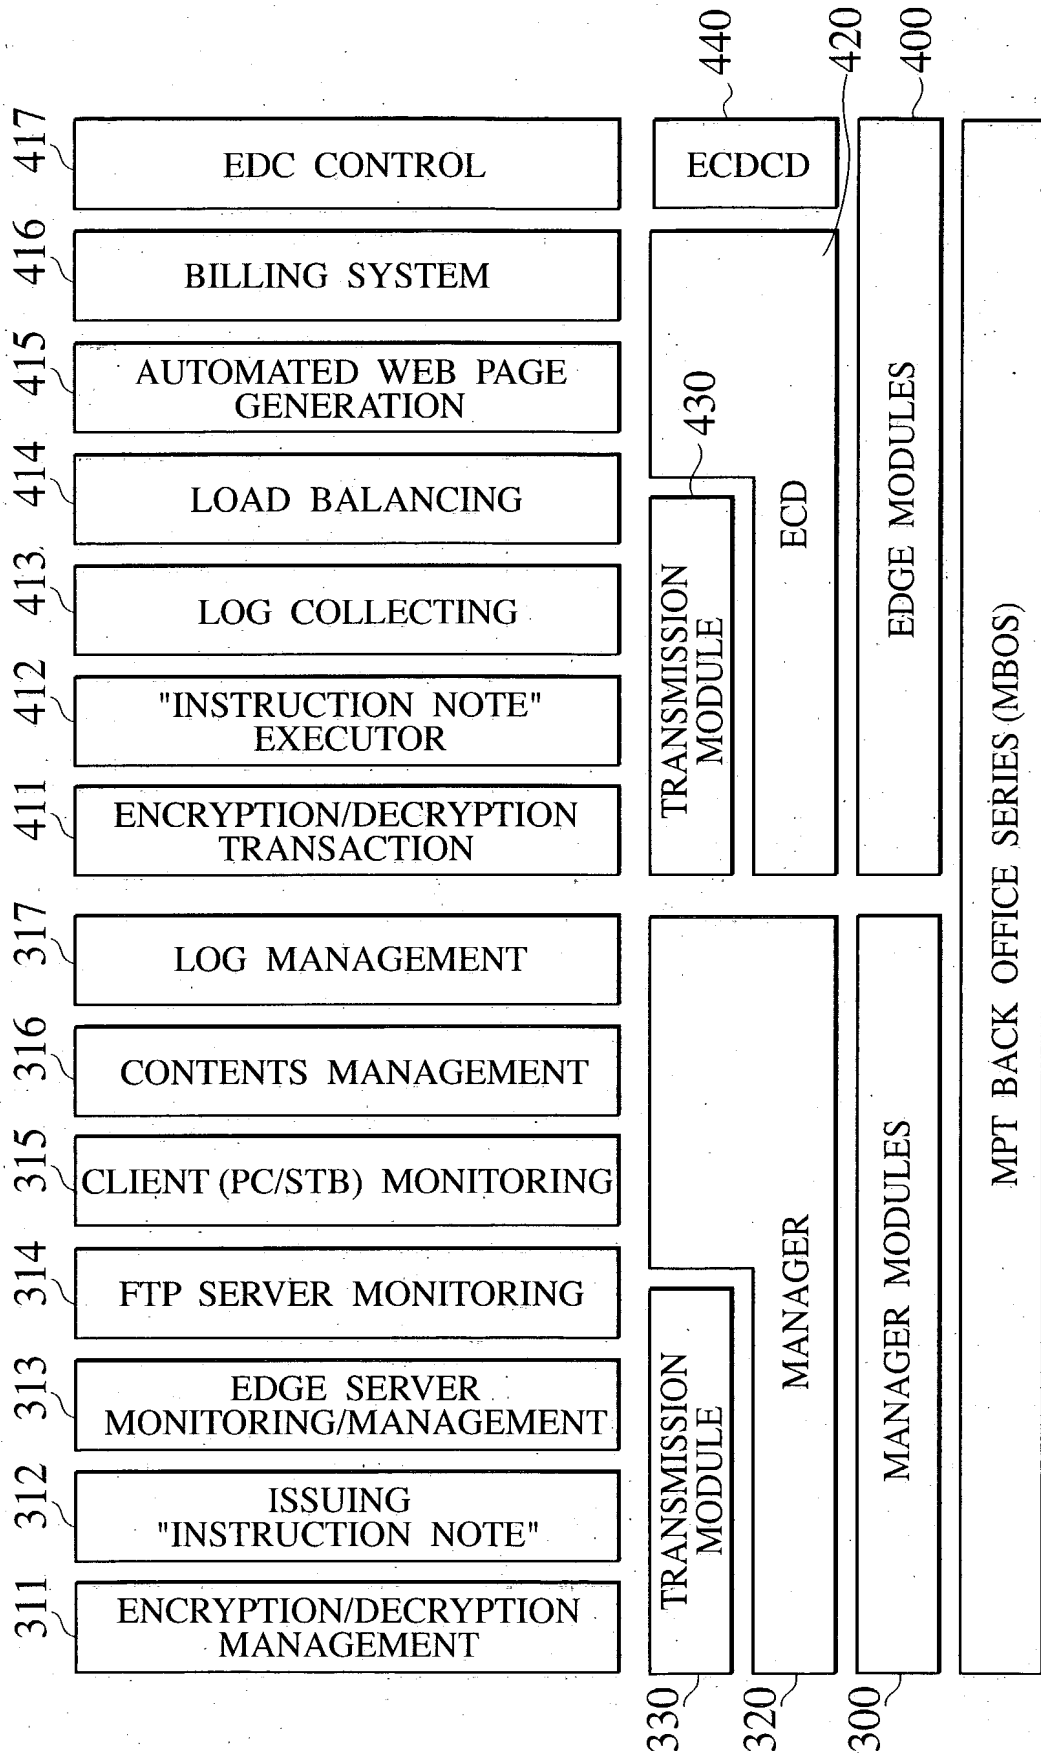 440
420
400
417
EDC CONTROL
ECDCD
416
BILLING SYSTEM
415
AUTOMATED WEB PAGE
GENERATION
430
414
LOAD BALANCING
413
LOG COLLECTING
412
"INSTRUCTION NOTE"
EXECUTOR
411
ENCRYPTION/DECRYPTION
TRANSACTION
TRANSMISSION
MODULE
ECD
EDGE MODULES
317
LOG MANAGEMENT
316
CONTENTS MANAGEMENT
315
CLIENT (PC/STB) MONITORING
314
FTP SERVER MONITORING
313
EDGE SERVER
MONITORING/MANAGEMENT
312
ISSUING
"INSTRUCTION NOTE"
311
ENCRYPTION/DECRYPTION
MANAGEMENT
TRANSMISSION
MODULE
MANAGER
MANAGER MODULES
MPT BACK OFFICE SERIES (MBOS)
330
320
300